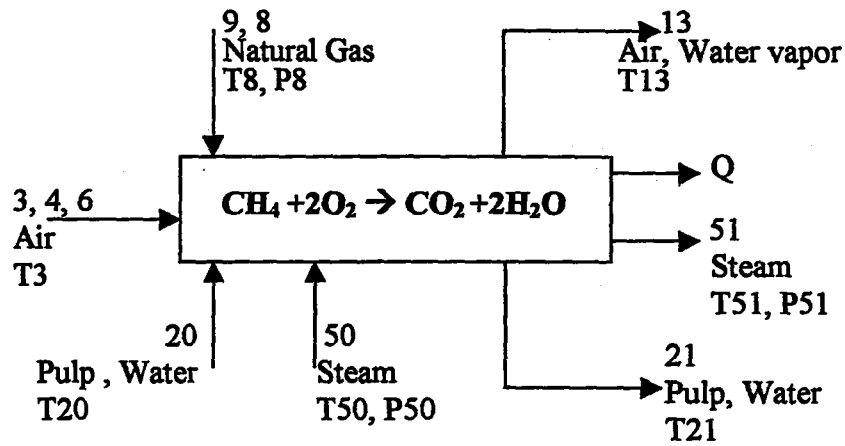 9, 8
Natural Gas
T8, P8
13
Air, Water vapor
T13
3, 4, 6
Air
T3
CH₄ +2O₂ → CO₂ +2H₂O
Q
51
Steam
T51, P51
20
Pulp , Water
T20
50
Steam
T50, P50
21
Pulp, Water
T21